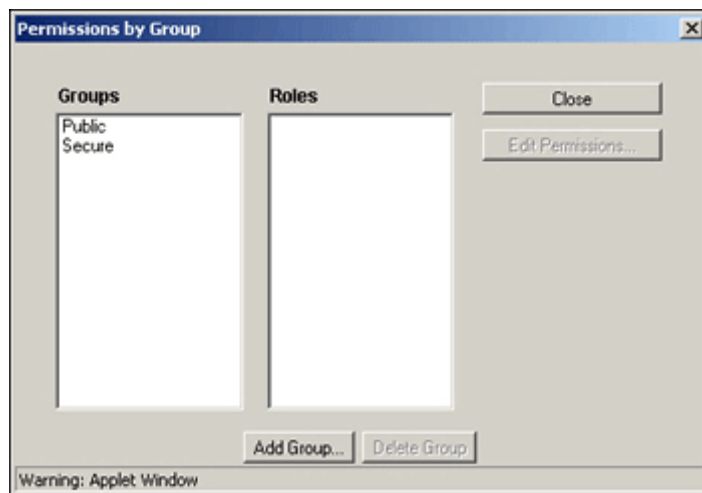 Permissions by Group
Groups
Roles
Close
Public
Secure
Edit Permissions...
Add Group...
Delete Group
Warning: Applet Window